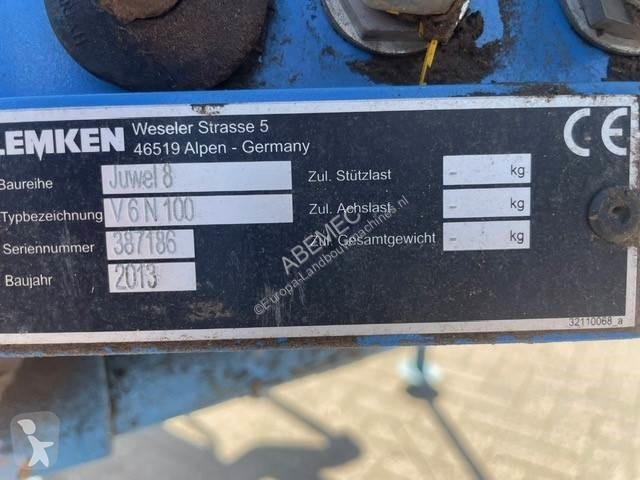 LEMKEN
Weseler Strasse 5
46519 Alpen - Germany
CE
Baureihe Juwel 8
Typbezeichnung V 6 N 100
Seriennummer 387186
Baujahr 2013
Zul. Stützlast - kg
Zul. Achslast - kg
Zul. Gesamtgewicht - kg
32110068_a
ABEMEC
©Europa-Landbouwmachines.nl